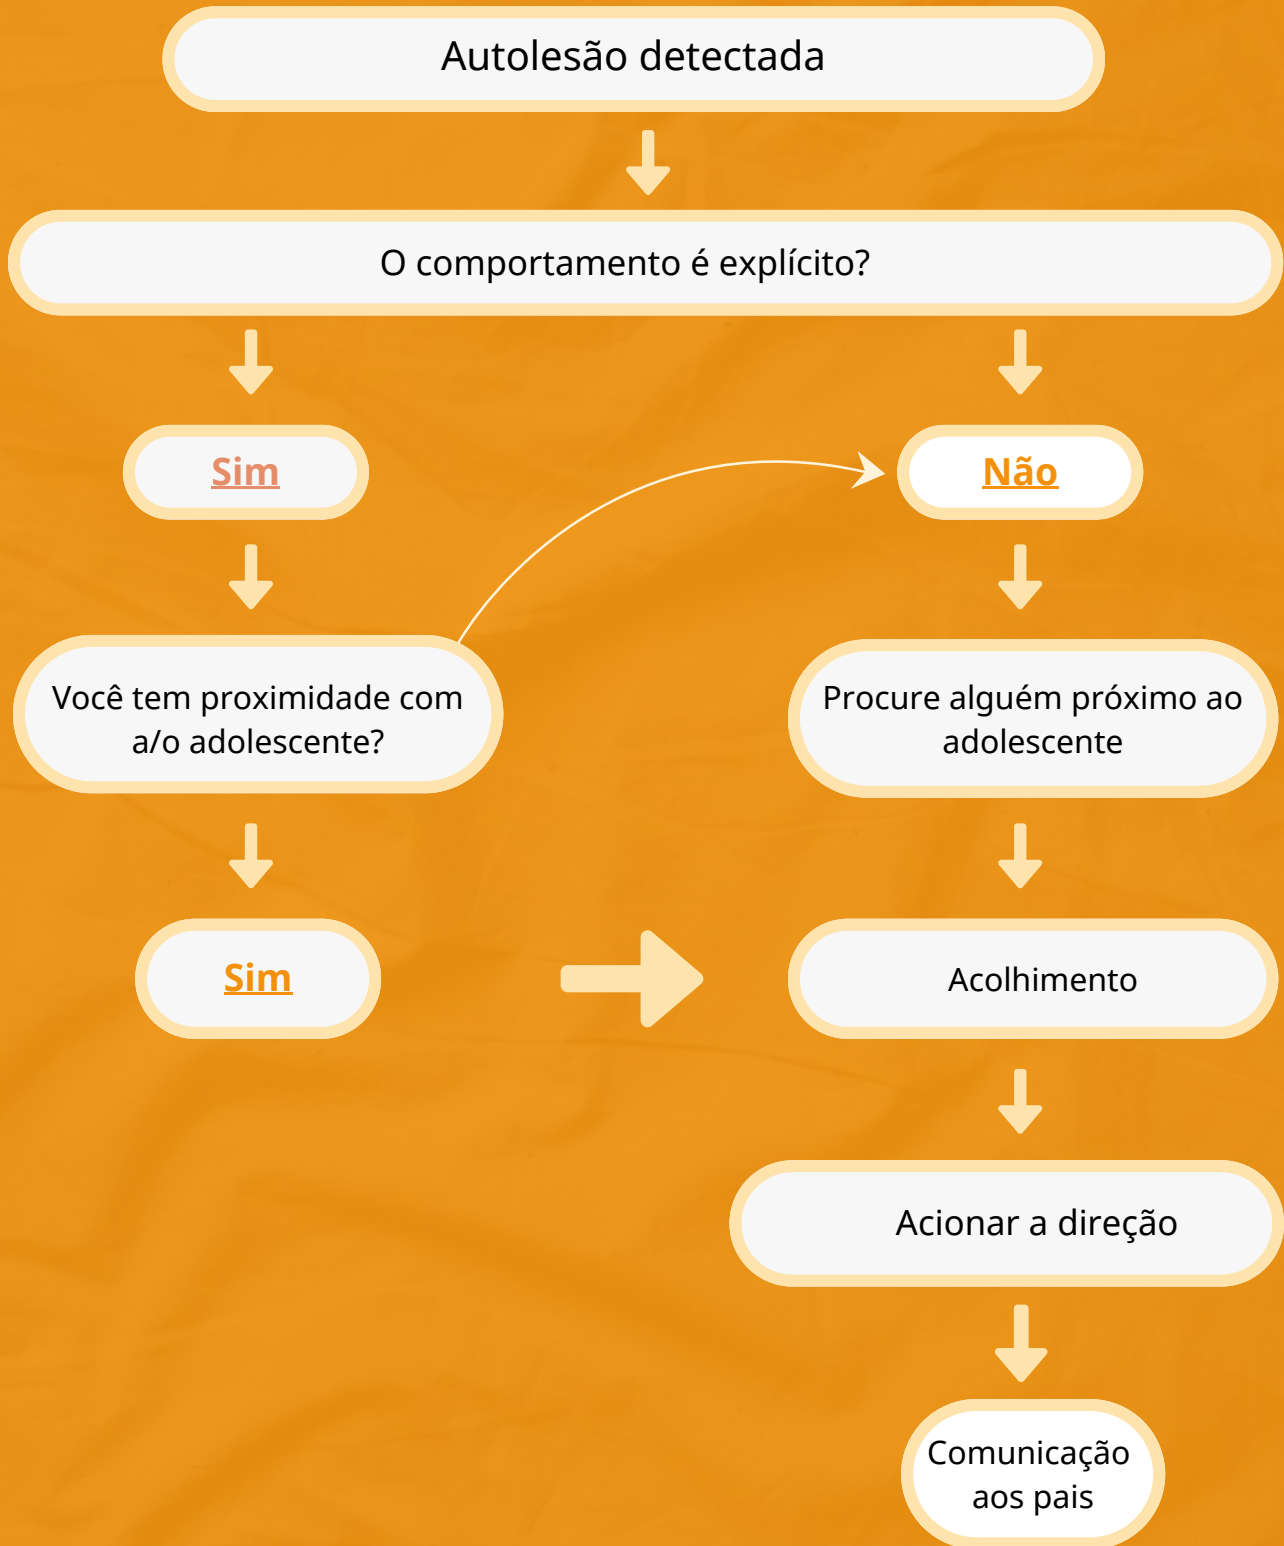 Autolesão detectada
O comportamento é explícito?
Sim
Não
Você tem proximidade com
a/o adolescente?
Procure alguém próximo ao
adolescente
Sim
Acolhimento
Acionar a direção
Comunicação
aos pais